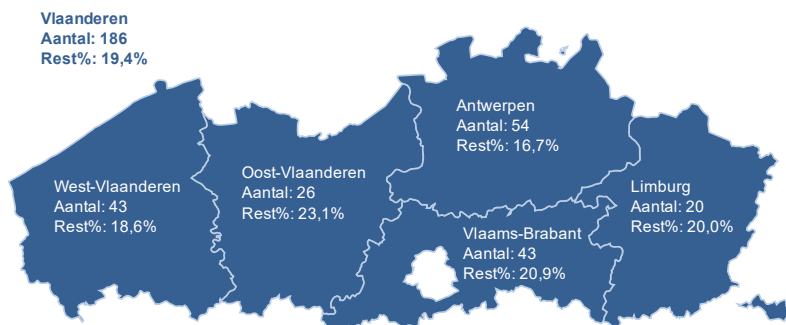 Vlaanderen
Aantal: 186
Rest%: 19,4%
Antwerpen
Aantal: 54
Rest%: 16,7%
West-Vlaanderen
Aantal: 43
Rest%: 18,6%
Oost-Vlaanderen
Aantal: 26
Rest%: 23,1%
Limburg
Aantal: 20
Rest%: 20,0%
Vlaams-Brabant
Aantal: 43
Rest%: 20,9%